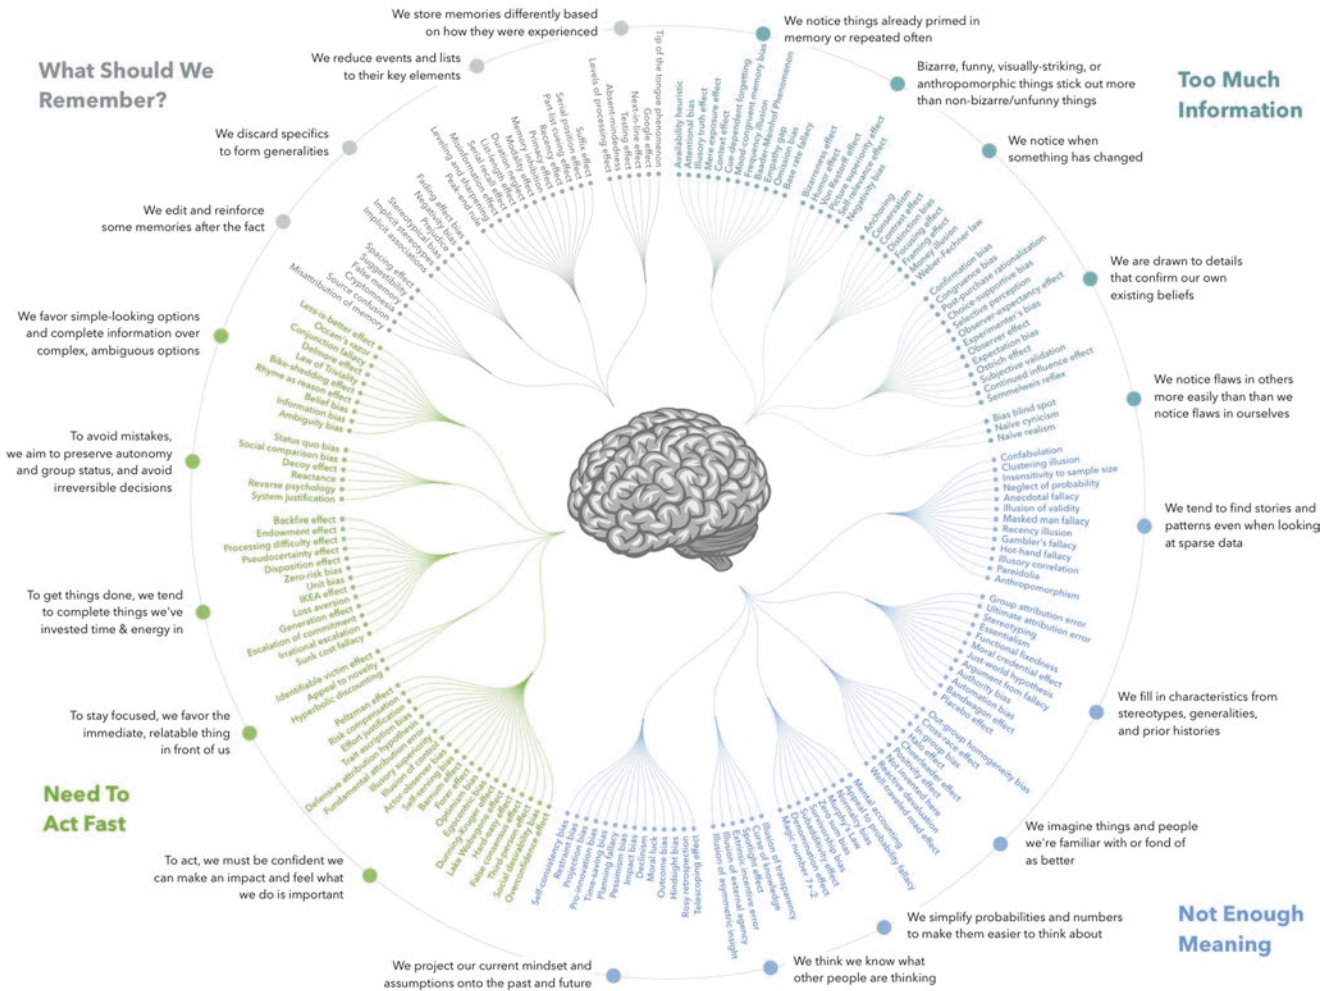 What Should We
Remember?
We store memories differently based
on how they were experienced
We reduce events and lists
to their key elements
We discard specifics
to form generalities
We edit and reinforce
some memories after the fact
Tip of the tongue phenomenon
Google effect
Next-in-line effect
Testing effect
Absent-mindedness
Levels of processing effect
Suffix effect
Serial position effect
Part-list cueing effect
Recency effect
Primacy effect
Memory inhibition
Modality effect
Duration neglect
List-length effect
Serial recall effect
Misinformation effect
Leveling and sharpening
Peak-end rule
Fading affect bias
Negativity bias
Prejudice
Stereotypical bias
Implicit stereotypes
Implicit associations
Spacing effect
Suggestibility
False memory
Cryptomnesia
Source confusion
Misattribution of memory
Too Much
Information
We notice things already primed in
memory or repeated often
Bizarre, funny, visually-striking, or
anthropomorphic things stick out more
than non-bizarre/unfunny things
We notice when
something has changed
We are drawn to details
that confirm our own
existing beliefs
We notice flaws in others
more easily than than we
notice flaws in ourselves
Availability heuristic
Attentional bias
Illusory truth effect
Mere exposure effect
Context effect
Cue-dependent forgetting
Mood-congruent memory bias
Frequency illusion
Baader-Meinhof Phenomenon
Empathy gap
Omission bias
Base rate fallacy
Bizarreness effect
Humor effect
Von Restorff effect
Picture superiority effect
Self-relevance effect
Negativity bias
Anchoring
Conservatism
Contrast effect
Distinction bias
Focusing effect
Framing effect
Money illusion
Weber-Fechner law
Confirmation bias
Congruence bias
Post-purchase rationalization
Choice-supportive bias
Selective perception
Observer-expectancy effect
Experimenter's bias
Observer effect
Expectation bias
Ostrich effect
Subjective validation
Continued influence effect
Semmelweis reflex
Bias blind spot
Naïve cynicism
Naïve realism
Not Enough
Meaning
We tend to find stories and
patterns even when looking
at sparse data
We fill in characteristics from
stereotypes, generalities,
and prior histories
We imagine things and people
we're familiar with or fond of
as better
We simplify probabilities and numbers
to make them easier to think about
We think we know what
other people are thinking
We project our current mindset and
assumptions onto the past and future
Confabulation
Clustering illusion
Insensitivity to sample size
Neglect of probability
Anecdotal fallacy
Illusion of validity
Masked man fallacy
Recency illusion
Gambler's fallacy
Hot-hand fallacy
Illusory correlation
Pareidolia
Anthropomorphism
Group attribution error
Ultimate attribution error
Stereotyping
Essentialism
Functional fixedness
Moral credential effect
Just-world hypothesis
Argument from fallacy
Authority bias
Automation bias
Bandwagon effect
Placebo effect
Out-group homogeneity bias
Cross-race effect
In-group bias
Halo effect
Cheerleader effect
Positivity effect
Not invented here
Reactive devaluation
Well-traveled road effect
Mental accounting
Appeal to probability fallacy
Normalcy bias
Murphy's Law
Zero sum bias
Survivorship bias
Subadditivity effect
Denomination effect
Magic number 7+-2
Illusion of transparency
Curse of knowledge
Spotlight effect
Extrinsic incentive error
Illusion of external agency
Illusion of asymmetric insight
Telescoping effect
Rosy retrospection
Hindsight bias
Outcome bias
Moral luck
Declinism
Impact bias
Pessimism bias
Planning fallacy
Time-saving bias
Pro-innovation bias
Projection bias
Restraint bias
Self-consistency bias
Need To
Act Fast
We favor simple-looking options
and complete information over
complex, ambiguous options
To avoid mistakes,
we aim to preserve autonomy
and group status, and avoid
irreversible decisions
To get things done, we tend
to complete things we've
invested time & energy in
To stay focused, we favor the
immediate, relatable thing
in front of us
To act, we must be confident we
can make an impact and feel what
we do is important
Less-is-better effect
Occam's razor
Conjunction fallacy
Delmore effect
Law of Triviality
Bike-shedding effect
Rhyme as reason effect
Belief bias
Information bias
Ambiguity bias
Status quo bias
Social comparison bias
Decoy effect
Reactance
Reverse psychology
System justification
Backfire effect
Endowment effect
Processing difficulty effect
Pseudocertainty effect
Disposition effect
Zero-risk bias
Unit bias
IKEA effect
Loss aversion
Generation effect
Escalation of commitment
Irrational escalation
Sunk cost fallacy
Identifiable victim effect
Appeal to novelty
Hyperbolic discounting
Peltzman effect
Risk compensation
Effort justification
Trait ascription bias
Defensive attribution hypothesis
Fundamental attribution error
Illusory superiority
Illusion of control
Actor-observer bias
Self-serving bias
Barnum effect
Forer effect
Optimism bias
Egocentric bias
Dunning-Kruger effect
Lake Wobegone effect
Hard-easy effect
False consensus effect
Third-person effect
Social desirability bias
Overconfidence effect